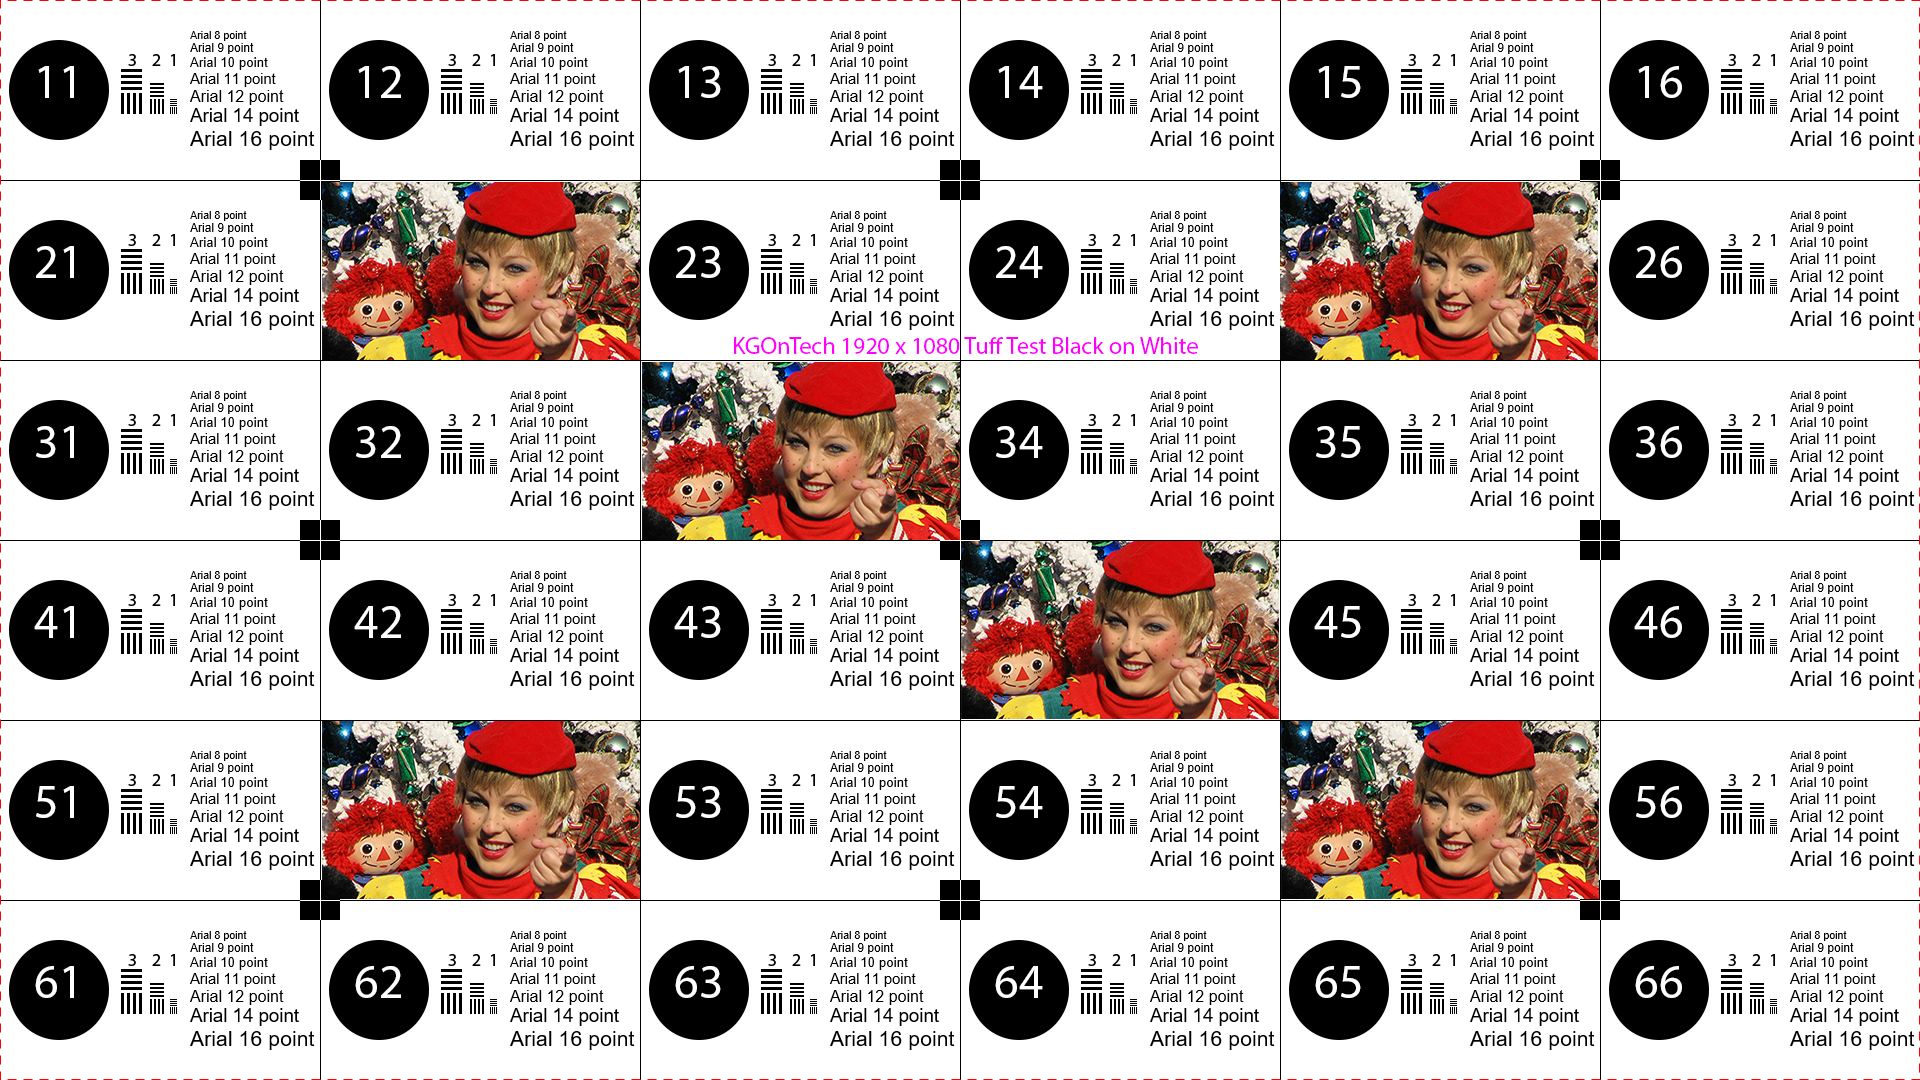 11
3 2 1
Arial 8 point
Arial 9 point
Arial 10 point
Arial 11 point
Arial 12 point
Arial 14 point
Arial 16 point
12
3 2 1
Arial 8 point
Arial 9 point
Arial 10 point
Arial 11 point
Arial 12 point
Arial 14 point
Arial 16 point
13
3 2 1
Arial 8 point
Arial 9 point
Arial 10 point
Arial 11 point
Arial 12 point
Arial 14 point
Arial 16 point
14
3 2 1
Arial 8 point
Arial 9 point
Arial 10 point
Arial 11 point
Arial 12 point
Arial 14 point
Arial 16 point
15
3 2 1
Arial 8 point
Arial 9 point
Arial 10 point
Arial 11 point
Arial 12 point
Arial 14 point
Arial 16 point
16
3 2 1
Arial 8 point
Arial 9 point
Arial 10 point
Arial 11 point
Arial 12 point
Arial 14 point
Arial 16 point
21
3 2 1
Arial 8 point
Arial 9 point
Arial 10 point
Arial 11 point
Arial 12 point
Arial 14 point
Arial 16 point
23
3 2 1
Arial 8 point
Arial 9 point
Arial 10 point
Arial 11 point
Arial 12 point
Arial 14 point
Arial 16 point
24
3 2 1
Arial 8 point
Arial 9 point
Arial 10 point
Arial 11 point
Arial 12 point
Arial 14 point
Arial 16 point
26
3 2 1
Arial 8 point
Arial 9 point
Arial 10 point
Arial 11 point
Arial 12 point
Arial 14 point
Arial 16 point
KGOnTech 1920 x 1080 Tuff Test Black on White
31
3 2 1
Arial 8 point
Arial 9 point
Arial 10 point
Arial 11 point
Arial 12 point
Arial 14 point
Arial 16 point
32
3 2 1
Arial 8 point
Arial 9 point
Arial 10 point
Arial 11 point
Arial 12 point
Arial 14 point
Arial 16 point
34
3 2 1
Arial 8 point
Arial 9 point
Arial 10 point
Arial 11 point
Arial 12 point
Arial 14 point
Arial 16 point
35
3 2 1
Arial 8 point
Arial 9 point
Arial 10 point
Arial 11 point
Arial 12 point
Arial 14 point
Arial 16 point
36
3 2 1
Arial 8 point
Arial 9 point
Arial 10 point
Arial 11 point
Arial 12 point
Arial 14 point
Arial 16 point
41
3 2 1
Arial 8 point
Arial 9 point
Arial 10 point
Arial 11 point
Arial 12 point
Arial 14 point
Arial 16 point
42
3 2 1
Arial 8 point
Arial 9 point
Arial 10 point
Arial 11 point
Arial 12 point
Arial 14 point
Arial 16 point
43
3 2 1
Arial 8 point
Arial 9 point
Arial 10 point
Arial 11 point
Arial 12 point
Arial 14 point
Arial 16 point
45
3 2 1
Arial 8 point
Arial 9 point
Arial 10 point
Arial 11 point
Arial 12 point
Arial 14 point
Arial 16 point
46
3 2 1
Arial 8 point
Arial 9 point
Arial 10 point
Arial 11 point
Arial 12 point
Arial 14 point
Arial 16 point
51
3 2 1
Arial 8 point
Arial 9 point
Arial 10 point
Arial 11 point
Arial 12 point
Arial 14 point
Arial 16 point
53
3 2 1
Arial 8 point
Arial 9 point
Arial 10 point
Arial 11 point
Arial 12 point
Arial 14 point
Arial 16 point
54
3 2 1
Arial 8 point
Arial 9 point
Arial 10 point
Arial 11 point
Arial 12 point
Arial 14 point
Arial 16 point
56
3 2 1
Arial 8 point
Arial 9 point
Arial 10 point
Arial 11 point
Arial 12 point
Arial 14 point
Arial 16 point
61
3 2 1
Arial 8 point
Arial 9 point
Arial 10 point
Arial 11 point
Arial 12 point
Arial 14 point
Arial 16 point
62
3 2 1
Arial 8 point
Arial 9 point
Arial 10 point
Arial 11 point
Arial 12 point
Arial 14 point
Arial 16 point
63
3 2 1
Arial 8 point
Arial 9 point
Arial 10 point
Arial 11 point
Arial 12 point
Arial 14 point
Arial 16 point
64
3 2 1
Arial 8 point
Arial 9 point
Arial 10 point
Arial 11 point
Arial 12 point
Arial 14 point
Arial 16 point
65
3 2 1
Arial 8 point
Arial 9 point
Arial 10 point
Arial 11 point
Arial 12 point
Arial 14 point
Arial 16 point
66
3 2 1
Arial 8 point
Arial 9 point
Arial 10 point
Arial 11 point
Arial 12 point
Arial 14 point
Arial 16 point